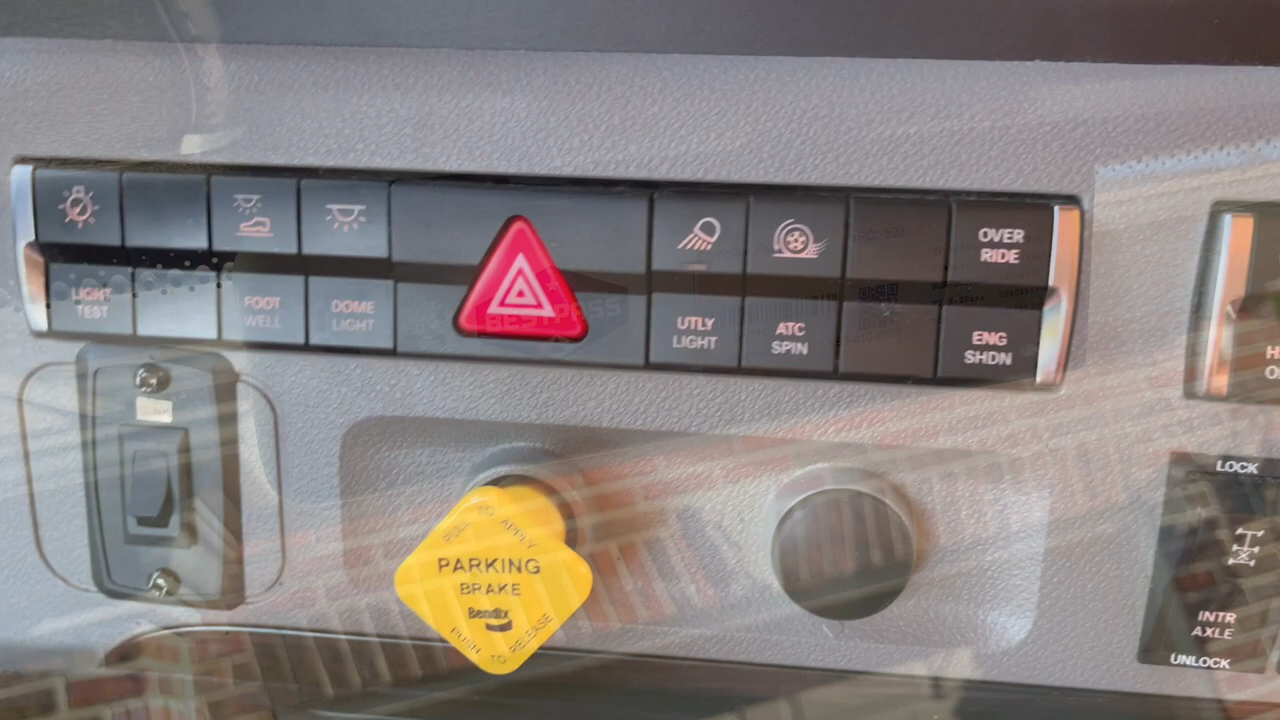 LIGHT
TEST
FOOT
WELL
DOME
LIGHT
BESTPASS
UTLY
LIGHT
ATC
SPIN
OVER
RIDE
ENG
SHDN
PULL TO APPLY
PARKING
BRAKE
Bendix
PUSH TO RELEASE
LOCK
INTR
AXLE
UNLOCK